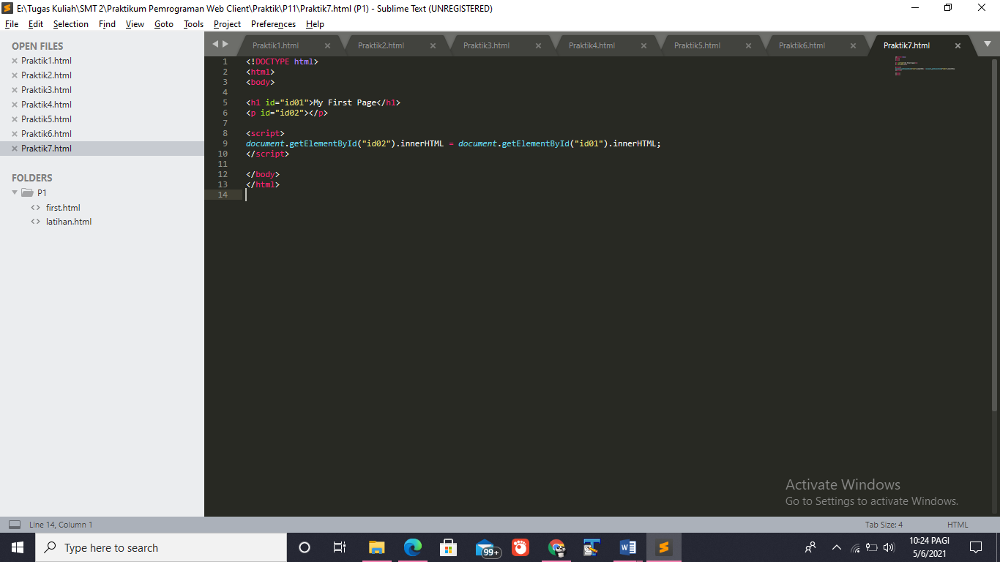 E:\Tugas Kuliah\SMT 2\Praktikum Pemrograman Web Client\Praktik\P11\Praktik7.html (P1) - Sublime Text (UNREGISTERED)
File Edit Selection Find View Goto Tools Project Preferences Help
OPEN FILES
Praktik1.html
Praktik2.html
Praktik3.html
Praktik4.html
Praktik5.html
Praktik6.html
Praktik7.html
FOLDERS
P1
first.html
latihan.html
Praktik1.html Praktik2.html Praktik3.html Praktik4.html Praktik5.html Praktik6.html Praktik7.html
1 <!DOCTYPE html>
2 <html>
3 <body>
4
5 <h1 id="id01">My First Page</h1>
6 <p id="id02"></p>
7
8 <script>
9 document.getElementById("id02").innerHTML = document.getElementById("id01").innerHTML;
10 </script>
11
12 </body>
13 </html>
14
Activate Windows
Go to Settings to activate Windows.
Line 14, Column 1 Tab Size: 4 HTML
Type here to search
99+
10:24 PAGI
5/6/2021